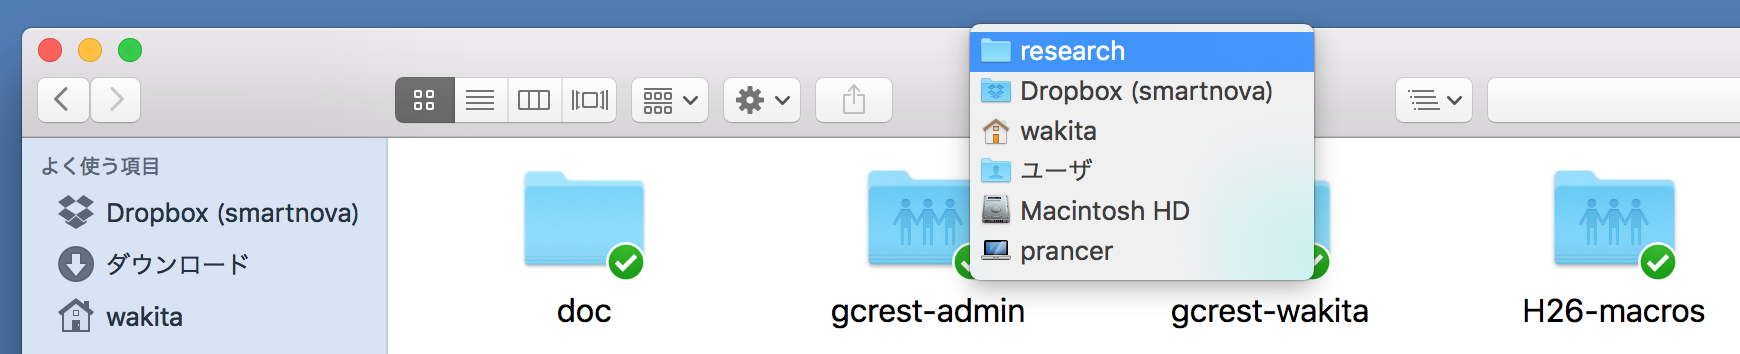 research
Dropbox (smartnova)
wakita
ユーザ
Macintosh HD
prancer
よく使う項目
Dropbox (smartnova)
ダウンロード
wakita
doc
gcrest-admin
gcrest-wakita
H26-macros